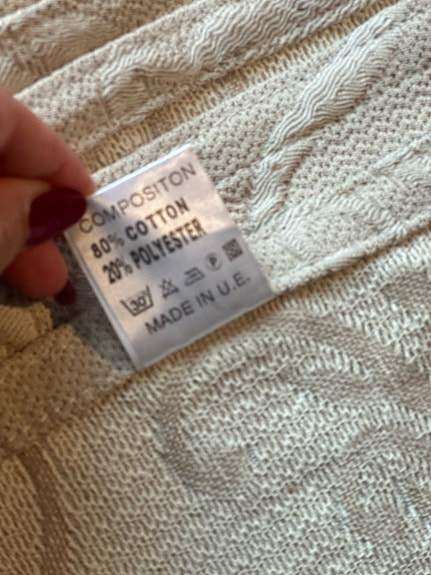 COMPOSITON
80% COTTON
20% POLYESTER
30
MADE IN U.E.